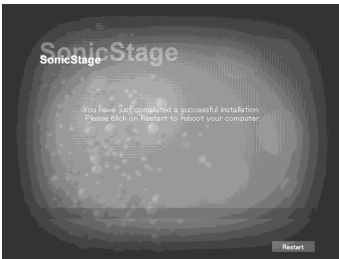 SonicStage
SonicStage
You have just completed a successful installation.
Please click on Restart to reboot your computer.
Restart